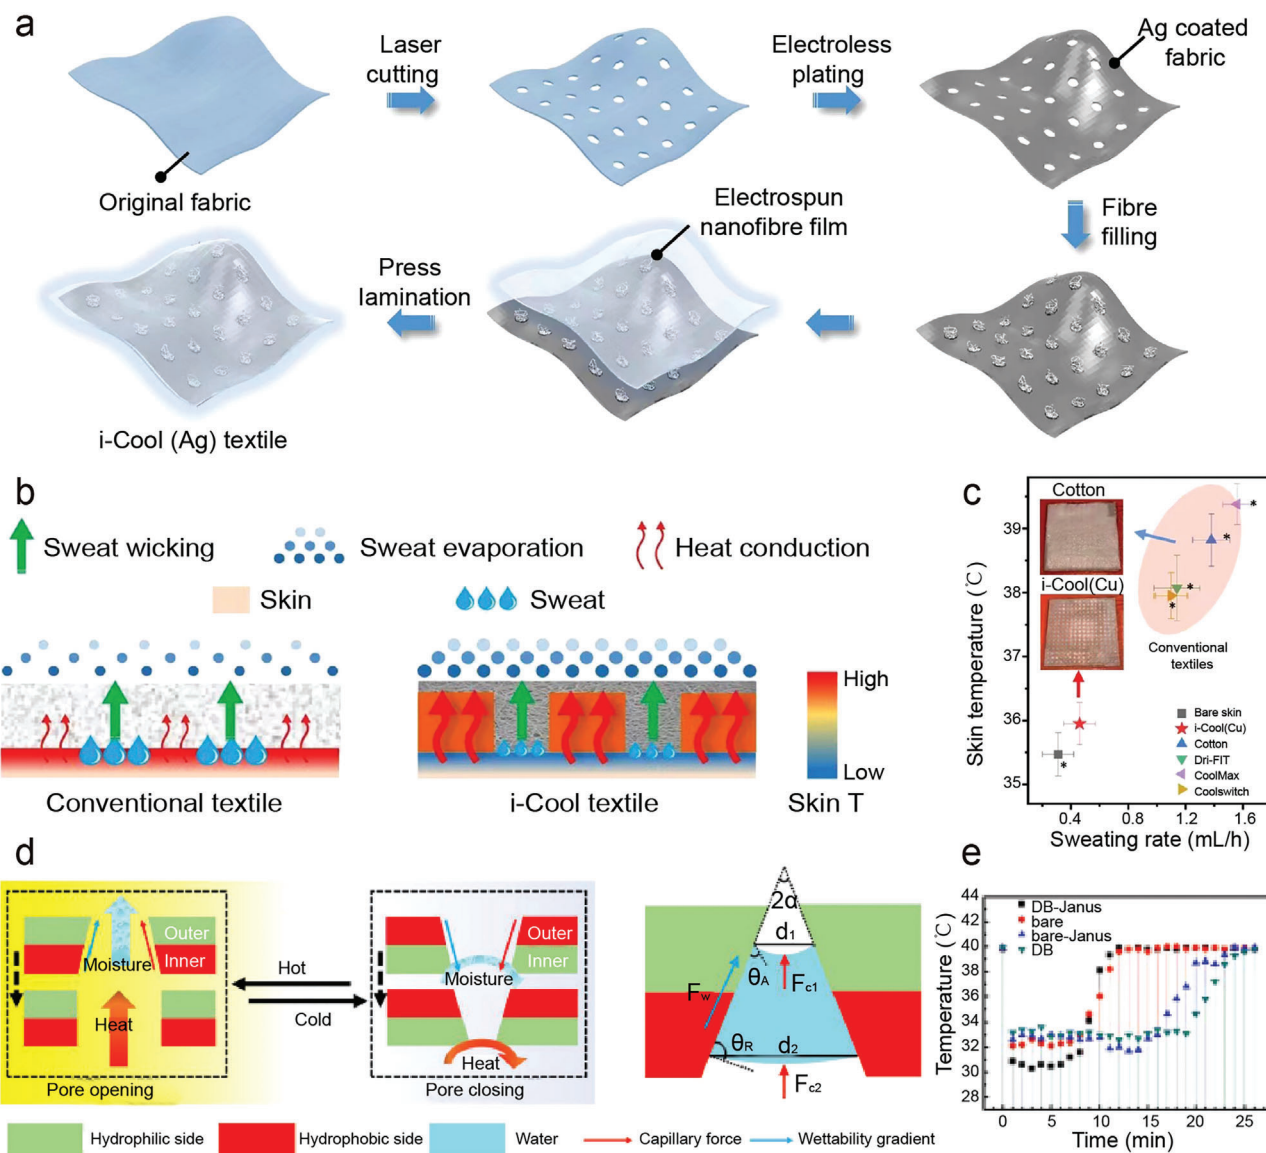 a
Laser
cutting
Electroless
plating
Ag coated
fabric
Original fabric
Electrospun
nanofibre film
Fibre
filling
Press
lamination
i-Cool (Ag) textile
b
Sweat wicking
Sweat evaporation
Heat conduction
Skin
Sweat
High
Low
Conventional textile
i-Cool textile
Skin T
c
Cotton
i-Cool(Cu)
Skin temperature (℃)
39
38
37
36
35
*
*
*
*
*
Conventional
textiles
Bare skin
i-Cool(Cu)
Cotton
Dri-FIT
CoolMax
Coolswitch
0.4
0.8
1.2
1.6
Sweating rate (mL/h)
d
Outer
Inner
Moisture
Heat
Pore opening
Hot
Cold
Outer
Inner
Moisture
Heat
Pore closing
2α
d1
θA
Fc1
Fw
θR
d2
Fc2
Hydrophilic side
Hydrophobic side
Water
Capillary force
Wettability gradient
e
Temperature (℃)
44
42
40
38
36
34
32
30
28
DB-Janus
bare
bare-Janus
DB
0
5
10
15
20
25
Time (min)